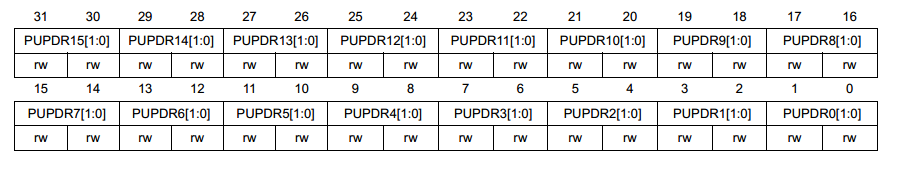 31 30 29 28 27 26 25 24 23 22 21 20 19 18 17 16
PUPDR15[1:0] PUPDR14[1:0] PUPDR13[1:0] PUPDR12[1:0] PUPDR11[1:0] PUPDR10[1:0] PUPDR9[1:0] PUPDR8[1:0]
rw rw rw rw rw rw rw rw rw rw rw rw rw rw rw rw
15 14 13 12 11 10 9 8 7 6 5 4 3 2 1 0
PUPDR7[1:0] PUPDR6[1:0] PUPDR5[1:0] PUPDR4[1:0] PUPDR3[1:0] PUPDR2[1:0] PUPDR1[1:0] PUPDR0[1:0]
rw rw rw rw rw rw rw rw rw rw rw rw rw rw rw rw